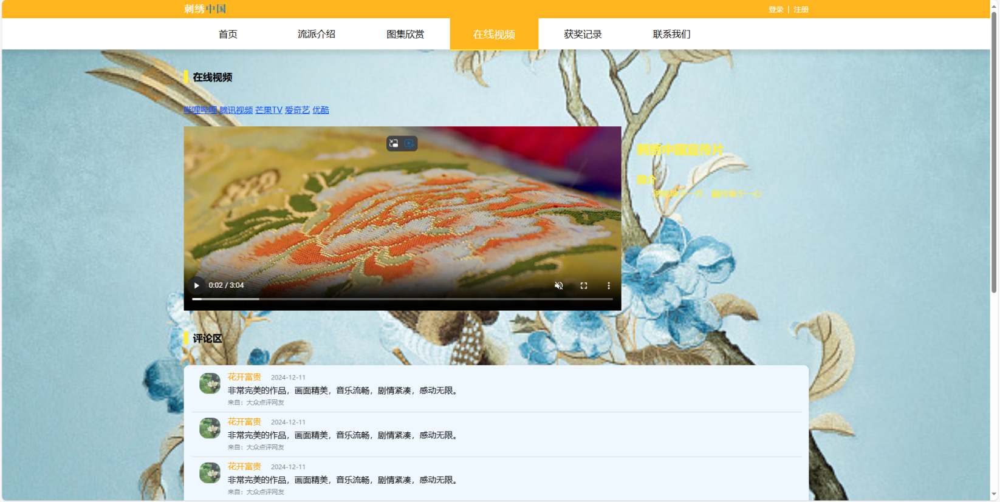 刺绣中国
登录 | 注册
首页 流派介绍 图集欣赏 在线视频 获奖记录 联系我们
在线视频
哔哩哔哩 腾讯视频 芒果TV 爱奇艺 优酷
刺绣中国宣传片
简介
0:02 / 3:04
评论区
花开富贵 2024-12-11
非常完美的作品，画面精美，音乐流畅，剧情紧凑，感动无限。
来自：大众点评网友
花开富贵 2024-12-11
非常完美的作品，画面精美，音乐流畅，剧情紧凑，感动无限。
来自：大众点评网友
花开富贵 2024-12-11
非常完美的作品，画面精美，音乐流畅，剧情紧凑，感动无限。
来自：大众点评网友